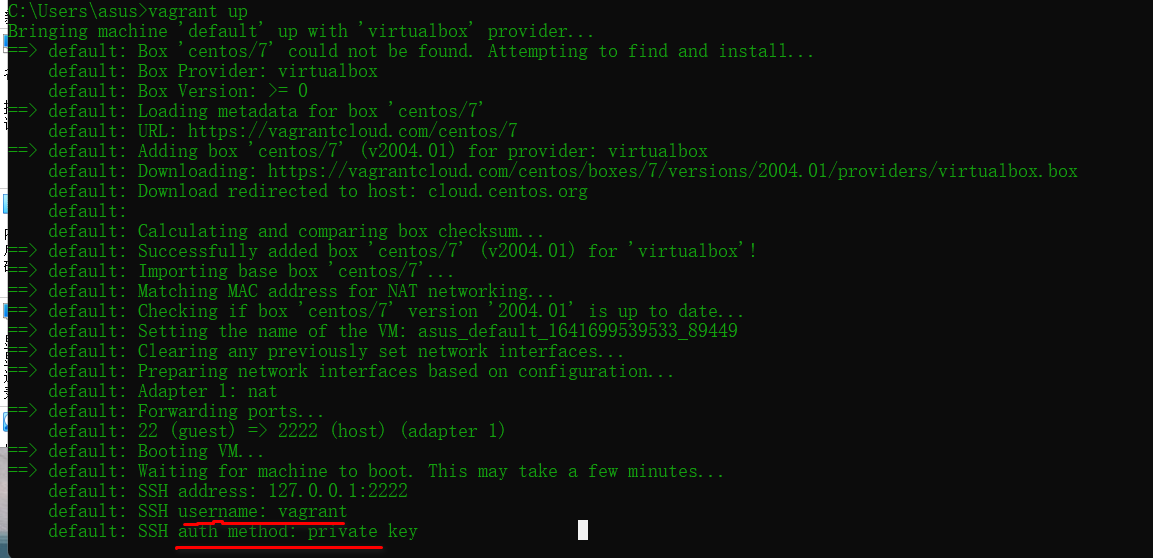 C:\Users\asus>vagrant up
Bringing machine 'default' up with 'virtualbox' provider...
==> default: Box 'centos/7' could not be found. Attempting to find and install...
default: Box Provider: virtualbox
default: Box Version: >= 0
==> default: Loading metadata for box 'centos/7'
default: URL: https://vagrantcloud.com/centos/7
==> default: Adding box 'centos/7' (v2004.01) for provider: virtualbox
default: Downloading: https://vagrantcloud.com/centos/boxes/7/versions/2004.01/providers/virtualbox.box
default: Download redirected to host: cloud.centos.org
default:
default: Calculating and comparing box checksum...
==> default: Successfully added box 'centos/7' (v2004.01) for 'virtualbox'!
==> default: Importing base box 'centos/7'...
==> default: Matching MAC address for NAT networking...
==> default: Checking if box 'centos/7' version '2004.01' is up to date...
==> default: Setting the name of the VM: asus_default_1641699539533_89449
==> default: Clearing any previously set network interfaces...
==> default: Preparing network interfaces based on configuration...
default: Adapter 1: nat
==> default: Forwarding ports...
default: 22 (guest) => 2222 (host) (adapter 1)
==> default: Booting VM...
==> default: Waiting for machine to boot. This may take a few minutes...
default: SSH address: 127.0.0.1:2222
default: SSH username: vagrant
default: SSH auth method: private key